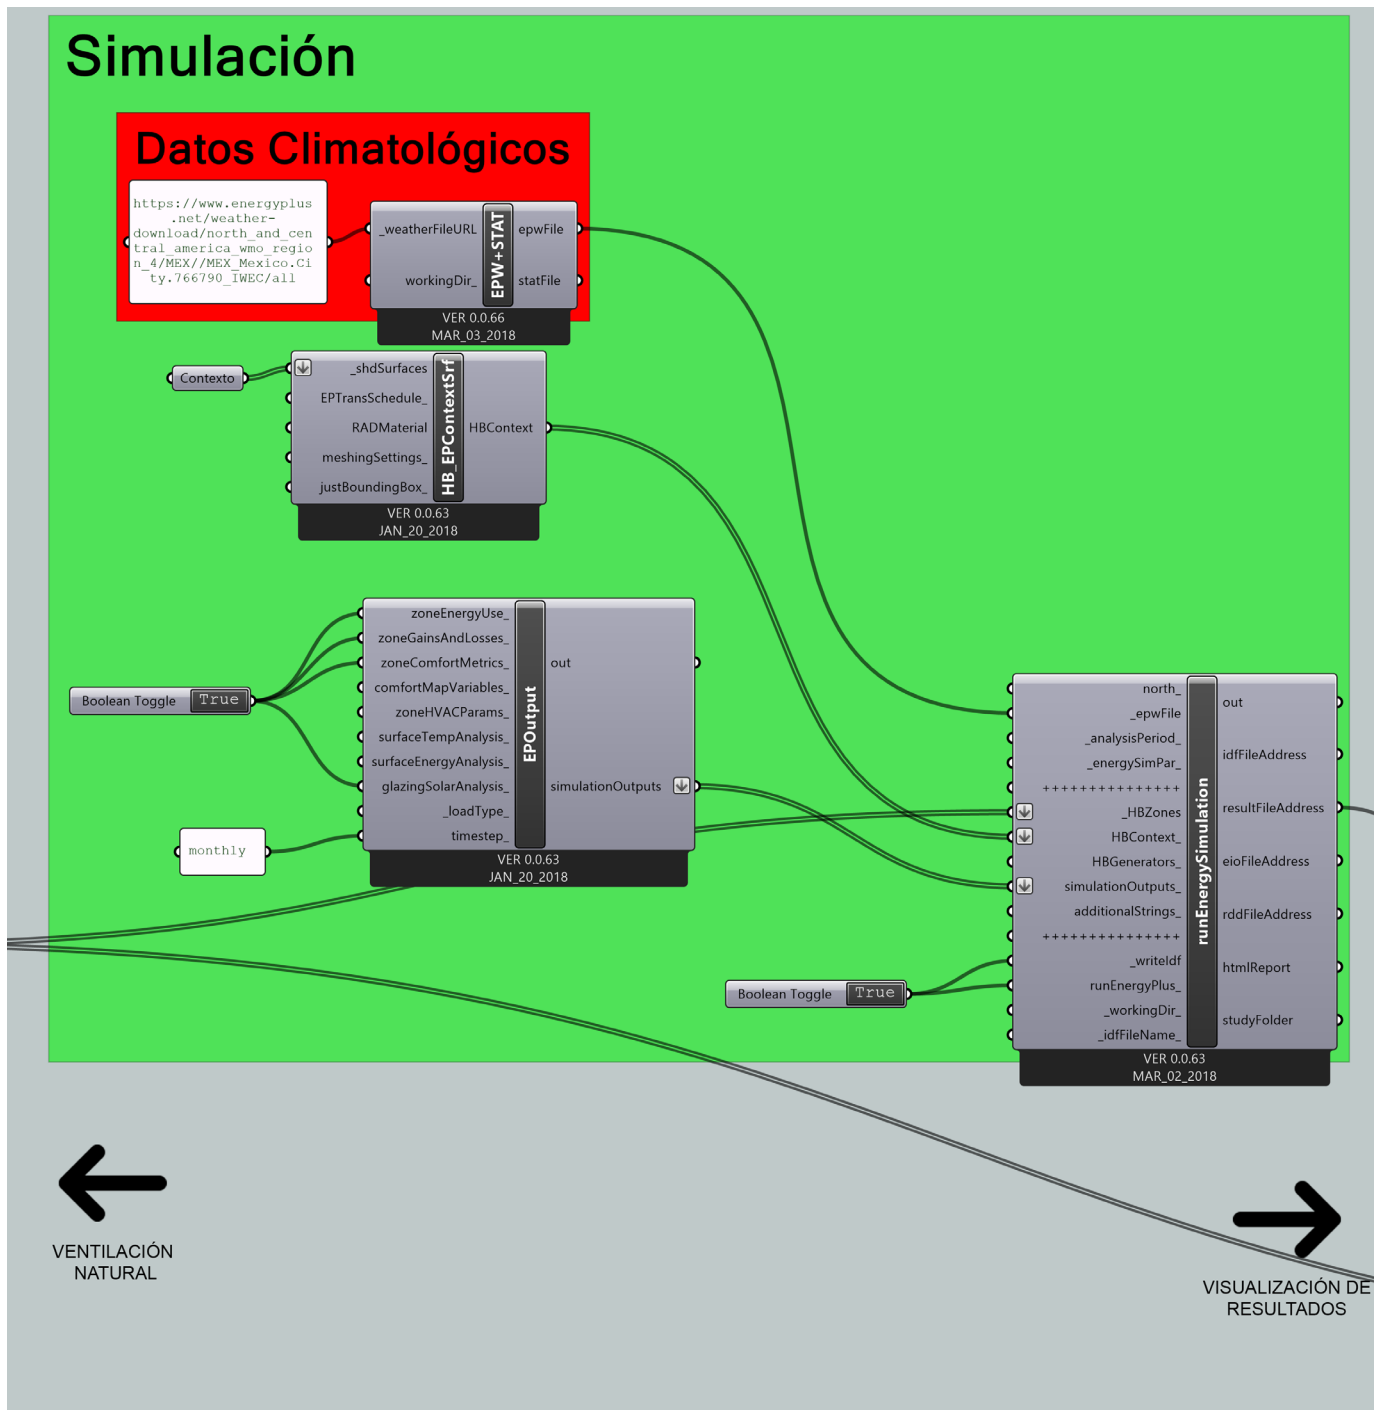 Simulación
Datos Climatológicos
https://www.energyplus
.net/weather-
download/north_and_cen
tral_america_wmo_regio
n_4/MEX//MEX_Mexico.Ci
ty.766790_IWEC/all
_weatherFileURL
workingDir_
EPW+STAT
epwFile
statFile
VER 0.0.66
MAR_03_2018
Contexto
_shdSurfaces
EPTransSchedule_
RADMaterial
meshingSettings_
justBoundingBox_
HB_EPContextSrf
HBContext
VER 0.0.63
JAN_20_2018
Boolean Toggle True
monthly
zoneEnergyUse_
zoneGainsAndLosses_
zoneComfortMetrics_
comfortMapVariables_
zoneHVACParams_
surfaceTempAnalysis_
surfaceEnergyAnalysis_
glazingSolarAnalysis_
_loadType_
timestep_
EPOutput
out
simulationOutputs
VER 0.0.63
JAN_20_2018
Boolean Toggle True
north_
_epwFile
_analysisPeriod_
_energySimPar_
+++++++++++++++
_HBZones
HBContext_
HBGenerators_
simulationOutputs_
additionalStrings_
+++++++++++++++
_writeIdf
runEnergyPlus_
_workingDir_
_idfFileName_
runEnergySimulation
out
idfFileAddress
resultFileAddress
eioFileAddress
rddFileAddress
htmlReport
studyFolder
VER 0.0.63
MAR_02_2018
VENTILACIÓN
NATURAL
VISUALIZACIÓN DE
RESULTADOS